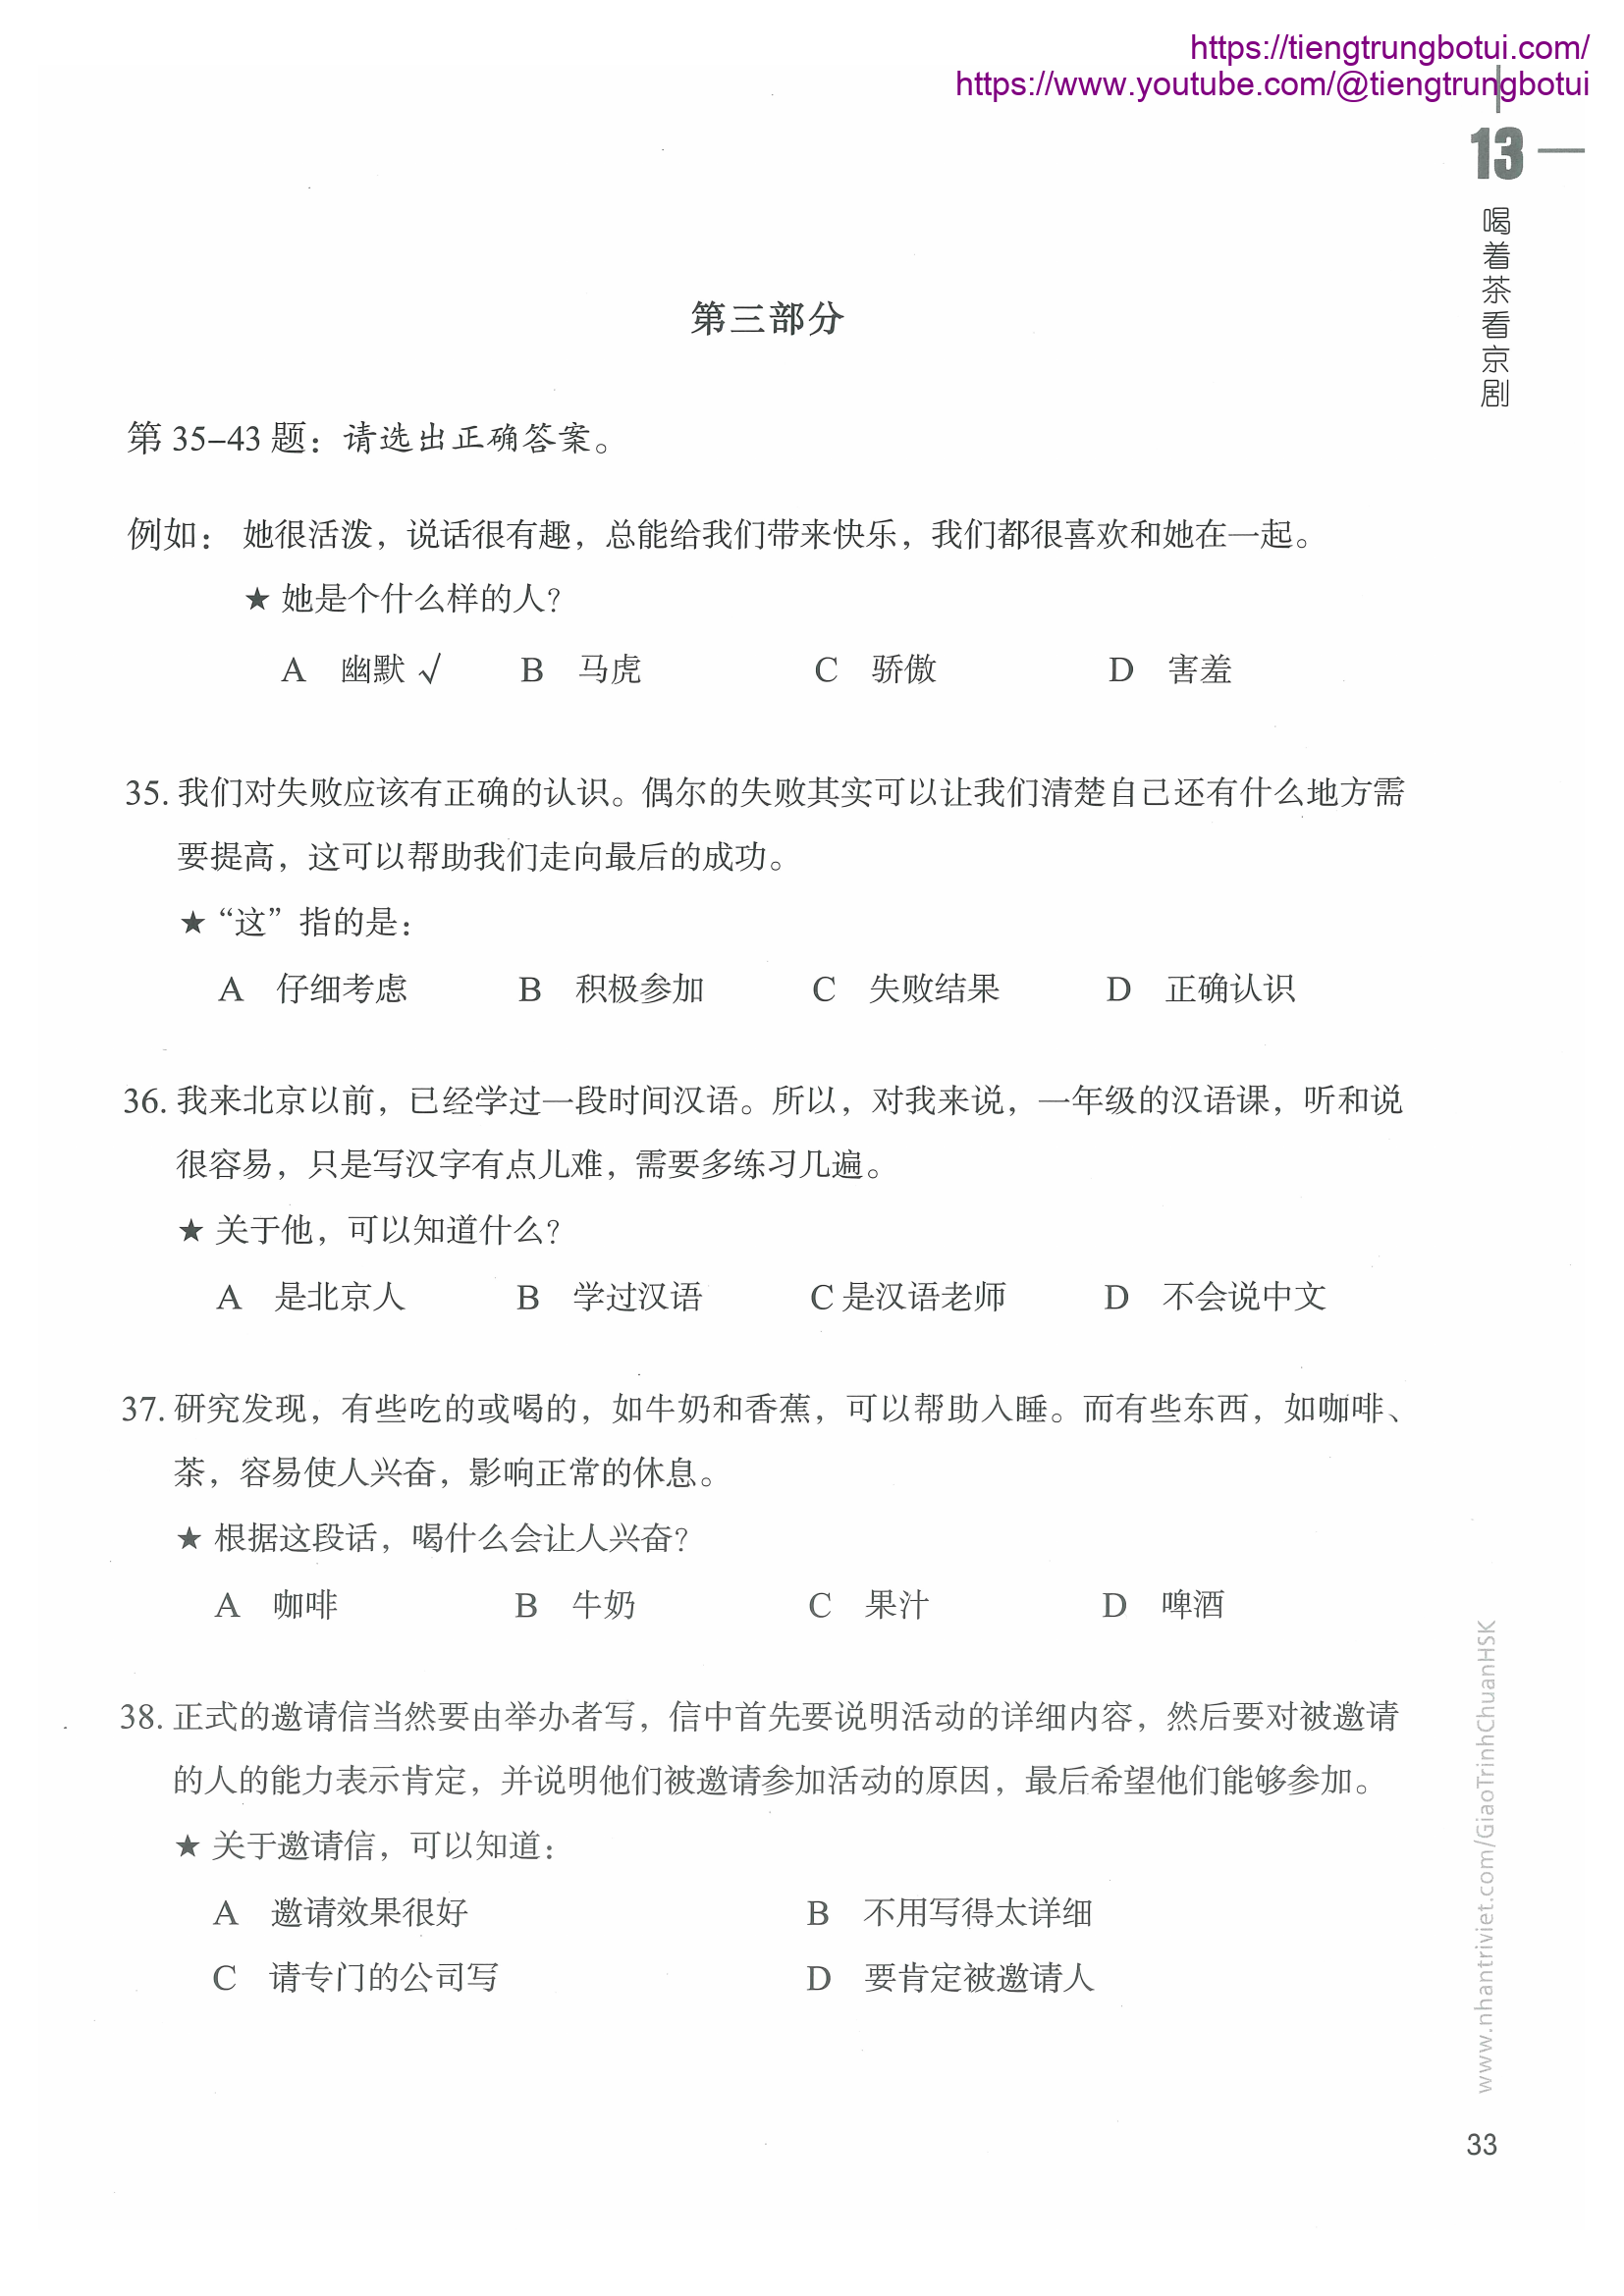 https://tiengtrungbotui.com/
https://www.youtube.com/@tiengtrungbotui
13
喝着茶看京剧
第三部分
第 35–43 题：请选出正确答案。
例如： 她很活泼，说话很有趣，总能给我们带来快乐，我们都很喜欢和她在一起。
★ 她是个什么样的人？
A 幽默 √ B 马虎 C 骄傲 D 害羞
35. 我们对失败应该有正确的认识。偶尔的失败其实可以让我们清楚自己还有什么地方需
要提高，这可以帮助我们走向最后的成功。
★ “这”指的是：
A 仔细考虑 B 积极参加 C 失败结果 D 正确认识
36. 我来北京以前，已经学过一段时间汉语。所以，对我来说，一年级的汉语课，听和说
很容易，只是写汉字有点儿难，需要多练习几遍。
★ 关于他，可以知道什么？
A 是北京人 B 学过汉语 C 是汉语老师 D 不会说中文
37. 研究发现，有些吃的或喝的，如牛奶和香蕉，可以帮助入睡。而有些东西，如咖啡、
茶，容易使人兴奋，影响正常的休息。
★ 根据这段话，喝什么会让人兴奋？
A 咖啡 B 牛奶 C 果汁 D 啤酒
38. 正式的邀请信当然要由举办者写，信中首先要说明活动的详细内容，然后要对被邀请
的人的能力表示肯定，并说明他们被邀请参加活动的原因，最后希望他们能够参加。
★ 关于邀请信，可以知道：
A 邀请效果很好 B 不用写得太详细
C 请专门的公司写 D 要肯定被邀请人
www.nhantriviet.com/GiaoTrinhChuanHSK
33